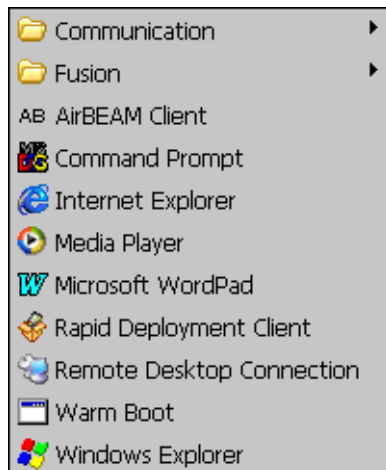 Communication
Fusion
AB AirBEAM Client
Command Prompt
Internet Explorer
Media Player
Microsoft WordPad
Rapid Deployment Client
Remote Desktop Connection
Warm Boot
Windows Explorer